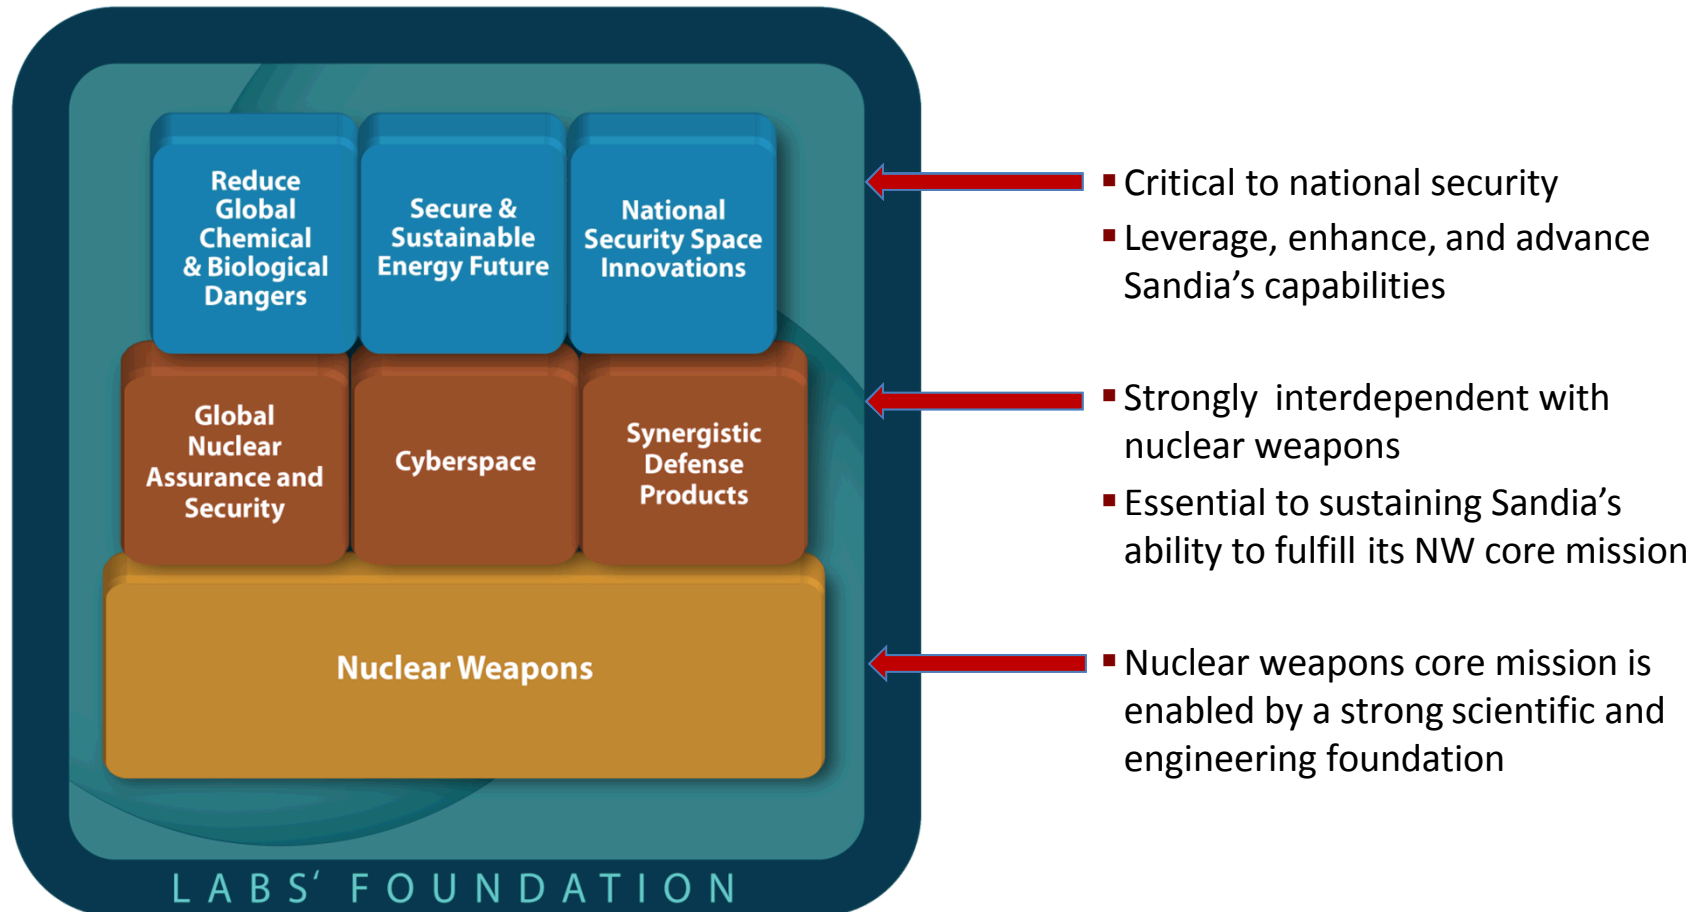 Reduce
Global
Chemical
& Biological
Dangers
Secure &
Sustainable
Energy Future
National
Security Space
Innovations
▪ Critical to national security
▪ Leverage, enhance, and advance
Sandia’s capabilities
Global
Nuclear
Assurance and
Security
Cyberspace
Synergistic
Defense
Products
▪ Strongly  interdependent with
nuclear weapons
▪ Essential to sustaining Sandia’s
ability to fulfill its NW core mission
Nuclear Weapons
▪ Nuclear weapons core mission is
enabled by a strong scientific and
engineering foundation
LABS‘ FOUNDATION